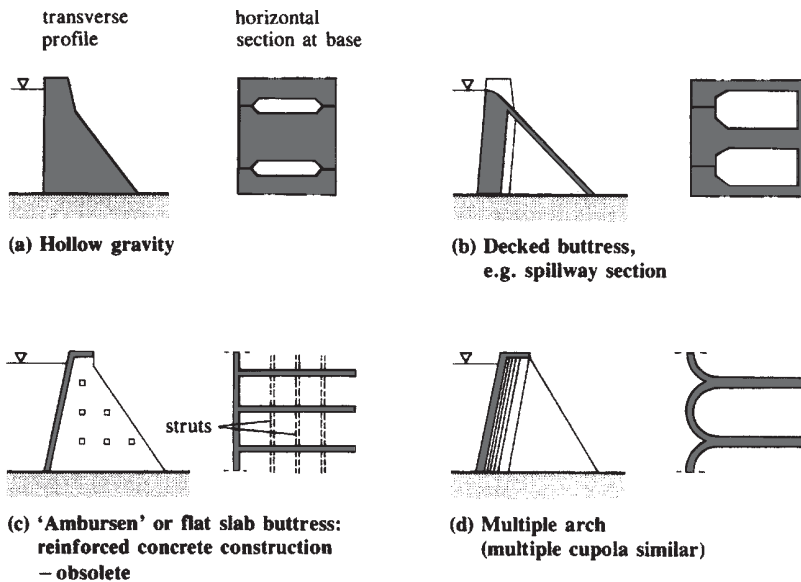 transverse
profile
horizontal
section at base
(a) Hollow gravity
(b) Decked buttress,
e.g. spillway section
struts
(c) ‘Ambursen’ or flat slab buttress:
reinforced concrete construction
– obsolete
(d) Multiple arch
(multiple cupola similar)